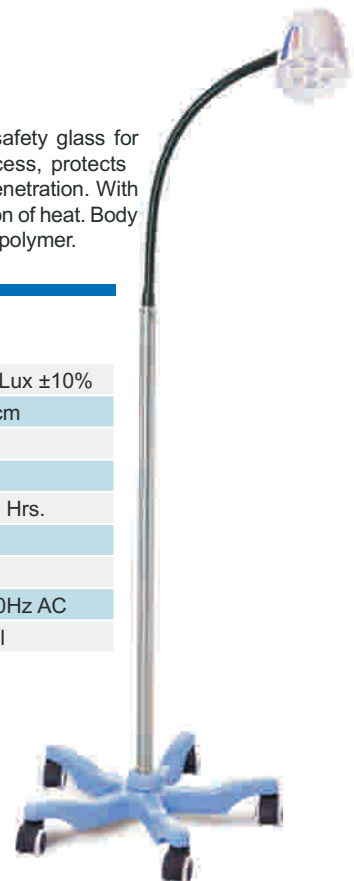 safety glass for
cess, protects
enetration. With
on of heat. Body
polymer.
Lux ±10%
cm
Hrs.
0Hz AC
l